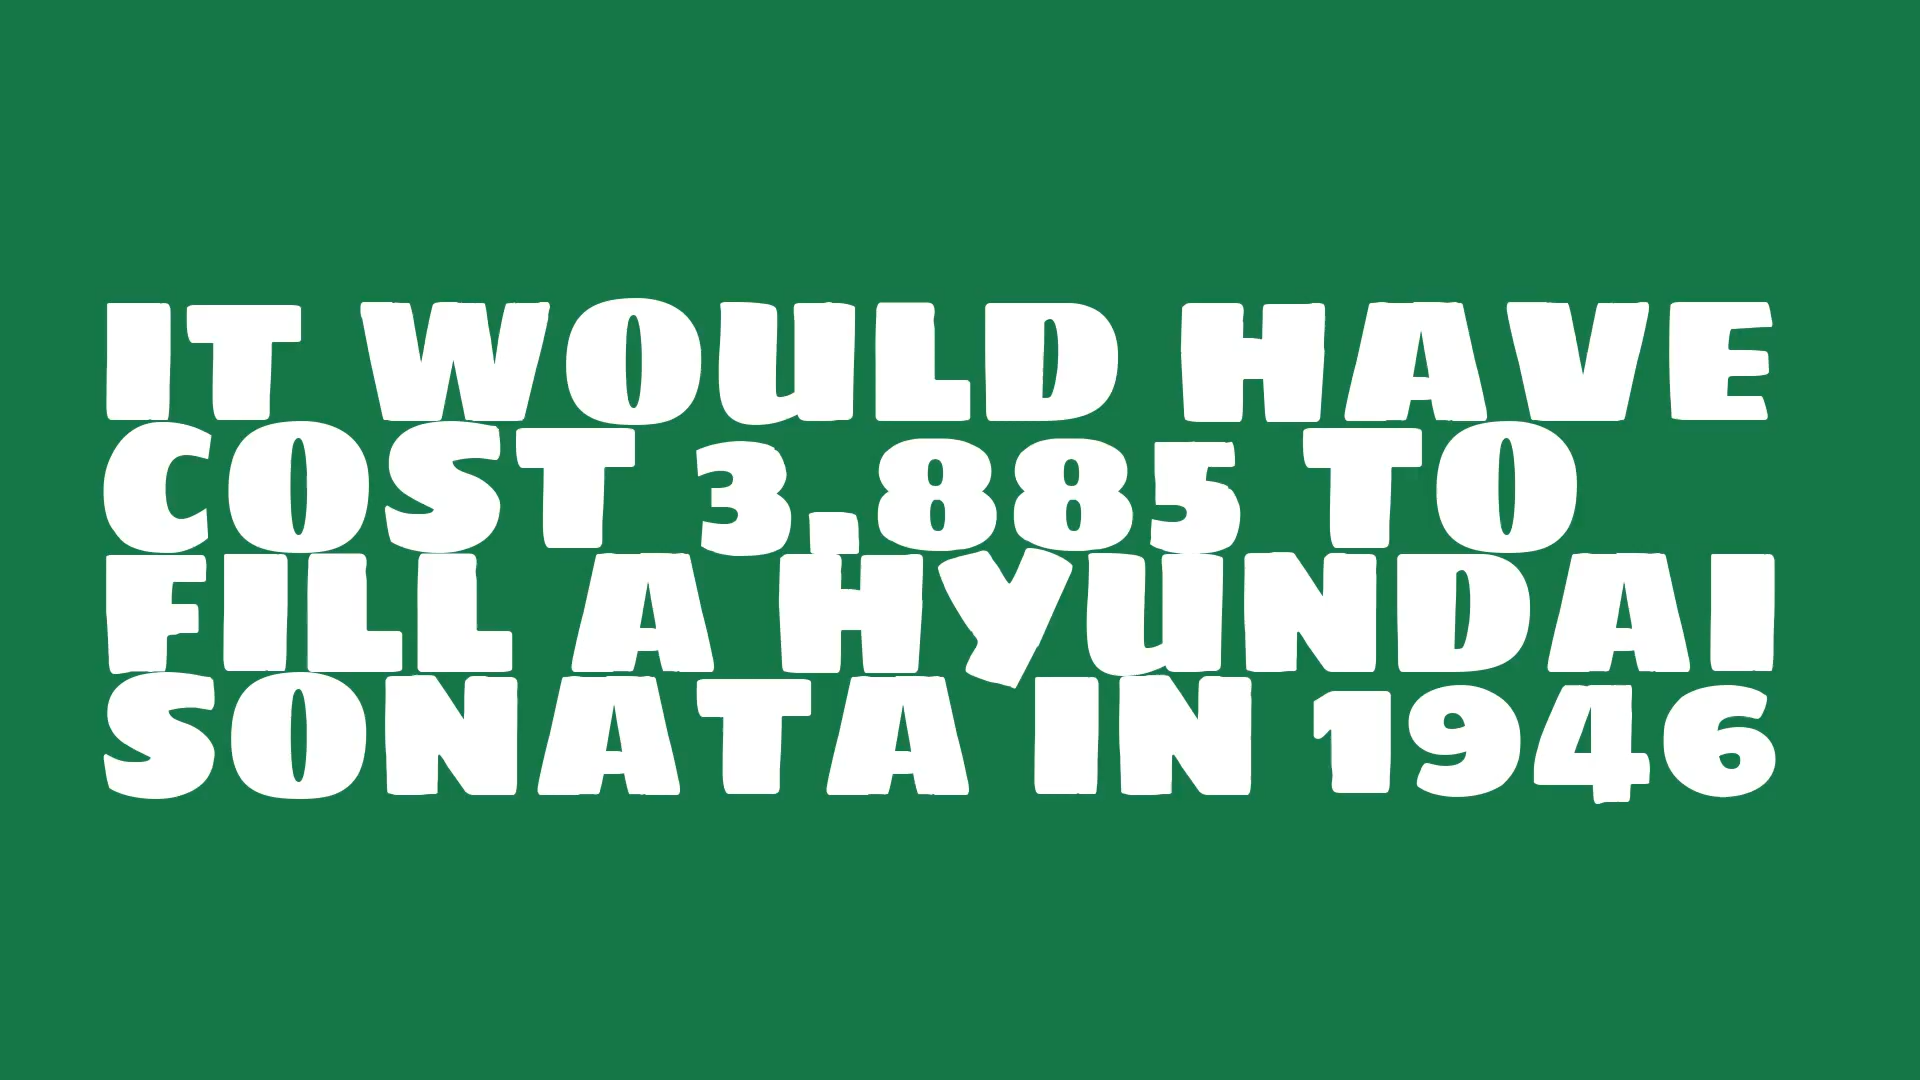 IT WOULD HAVE
COST 3,885 TO
FILL A HYUNDAI
SONATA IN 1946